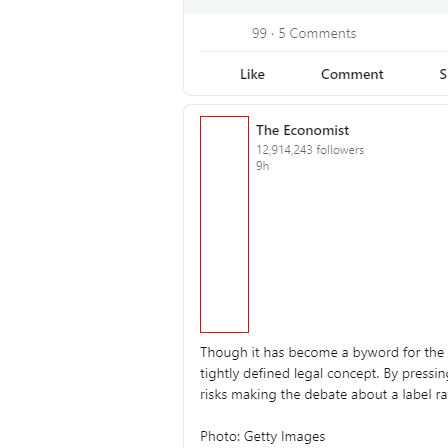 99 · 5 Comments
Like Comment S
The Economist
12,914,243 followers
9h
Though it has become a byword for the
tightly defined legal concept. By pressing
risks making the debate about a label ra
Photo: Getty Images